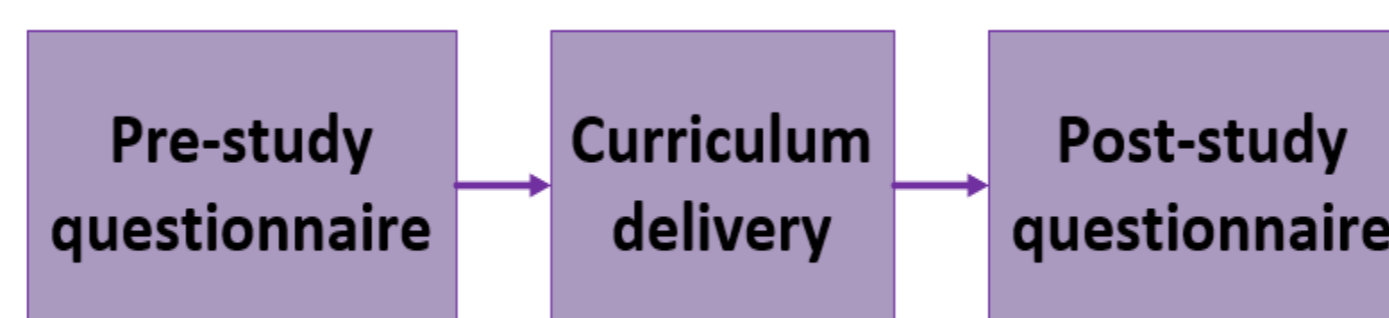 Pre-study
questionnaire
Curriculum
delivery
Post-study
questionnaire